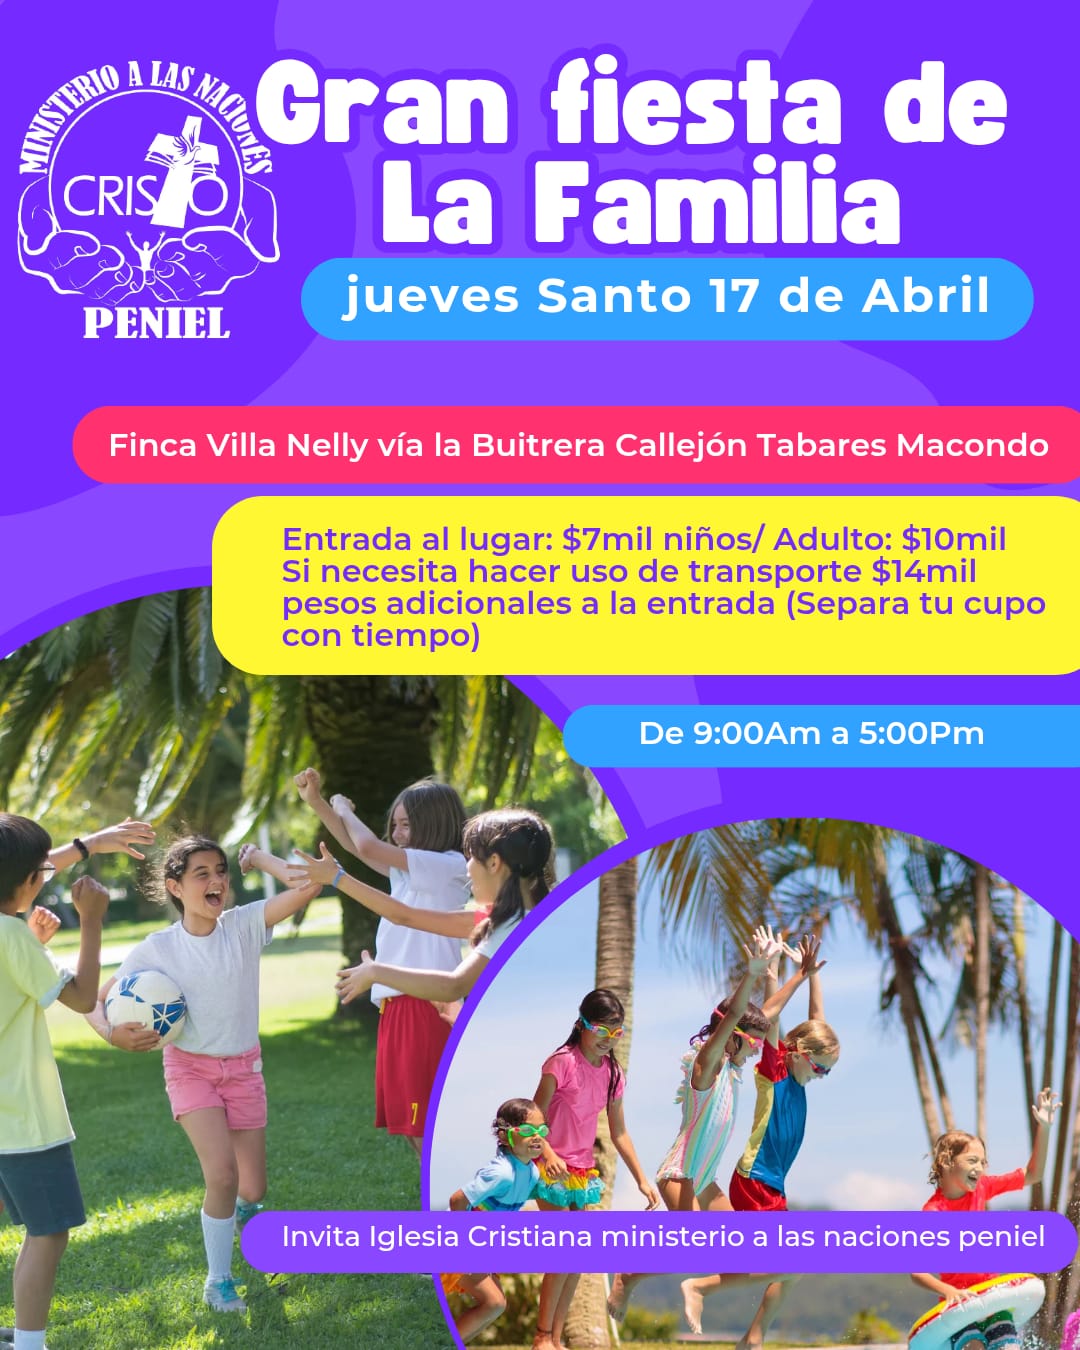 MINISTERIO A LAS NACIONES
CRISTO
PENIEL
Gran fiesta de
La Familia
jueves Santo 17 de Abril
Finca Villa Nelly vía la Buitrera Callejón Tabares Macondo
Entrada al lugar: $7mil niños/ Adulto: $10mil
Si necesita hacer uso de transporte $14mil
pesos adicionales a la entrada (Separa tu cupo
con tiempo)
De 9:00Am a 5:00Pm
7
Invita Iglesia Cristiana ministerio a las naciones peniel